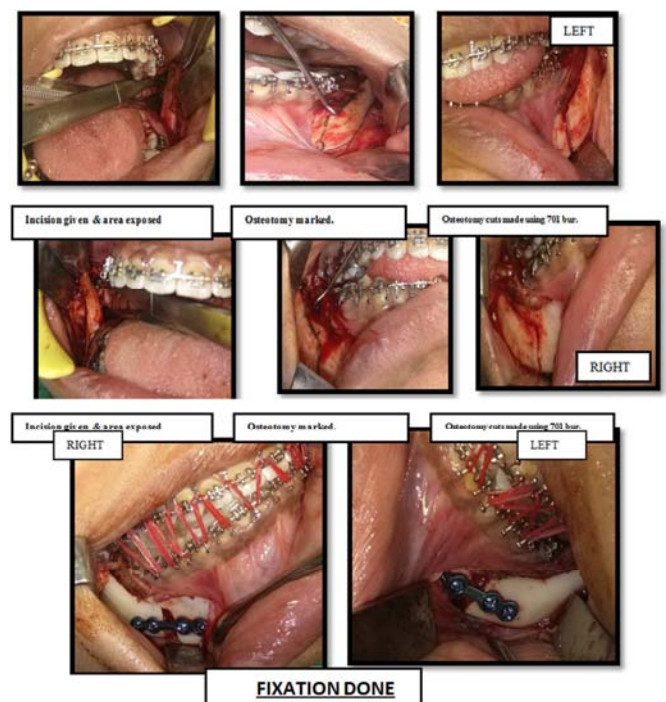 LEFT
Incision given & area exposed
Osteotomy marked.
Osteotomy cuts made using 701 bur.
RIGHT
Incision given & area exposed
Osteotomy marked.
Osteotomy cuts made using 701 bur.
RIGHT
LEFT
FIXATION DONE